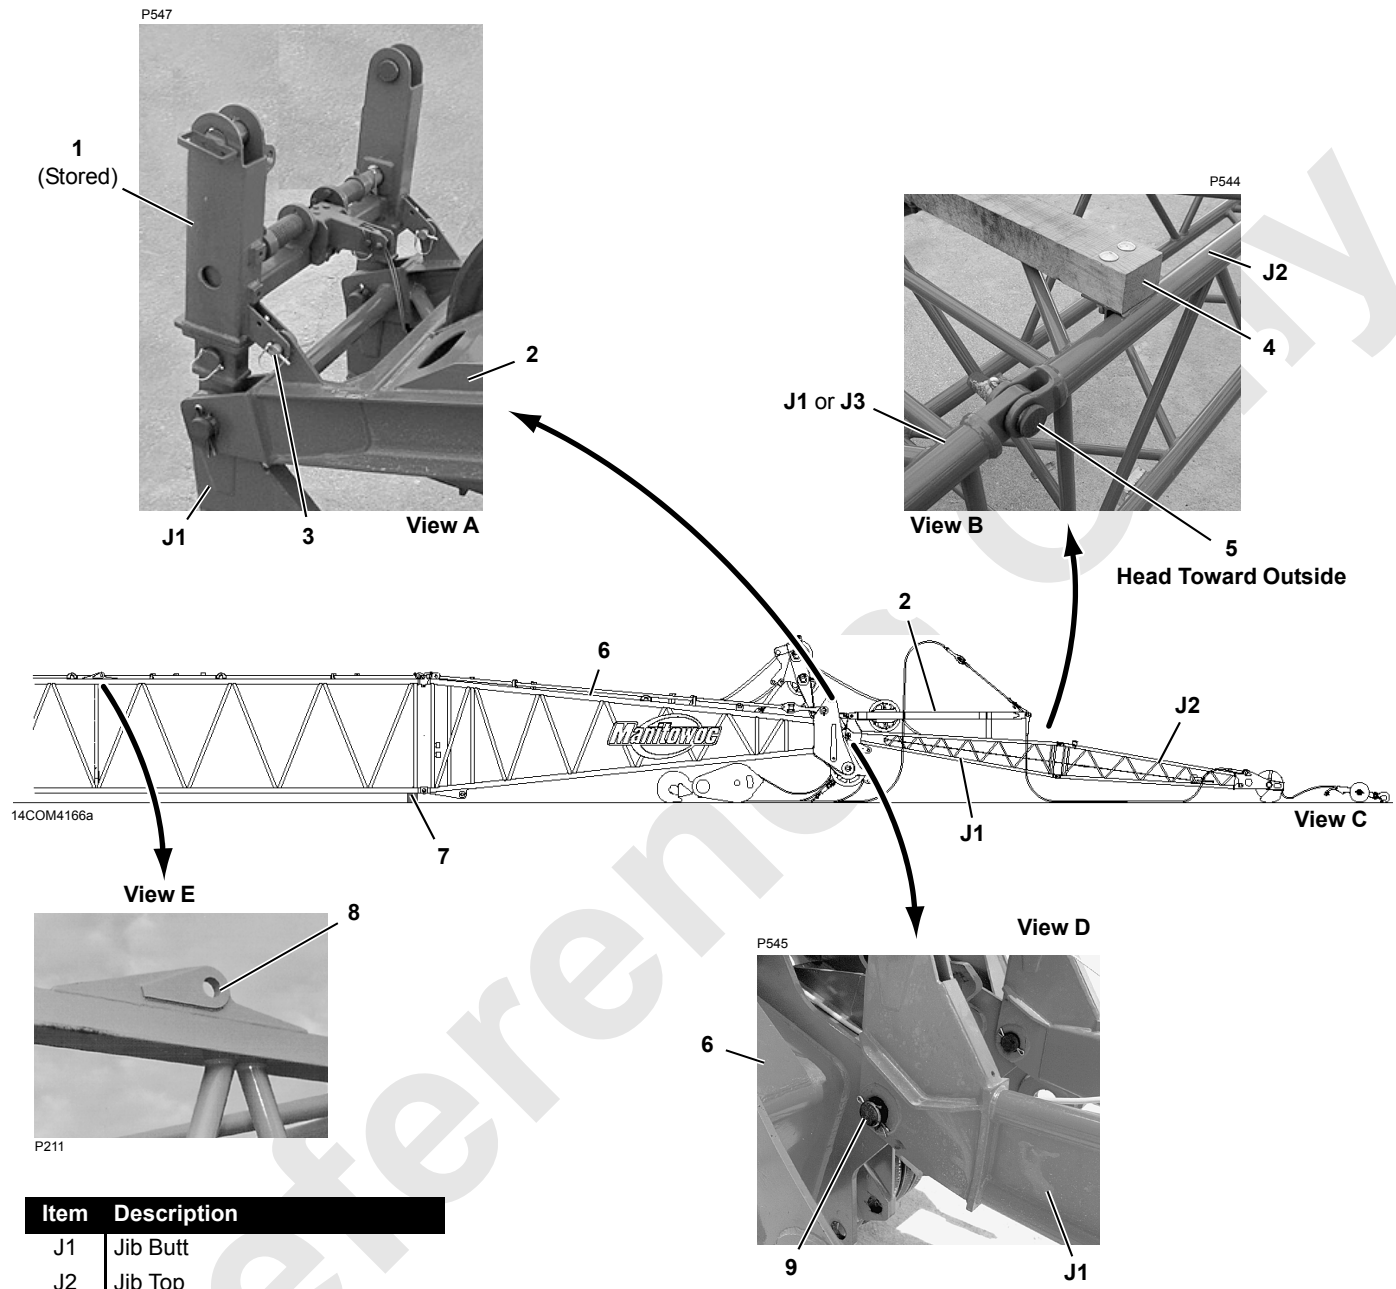 P547
1
(Stored)
2
J1
3
View A
P544
J2
4
J1 or J3
View B
5
Head Toward Outside
2
6
J2
Manitowoc
14COM4166a
7
J1
View C
View E
8
P211
View D
P545
6
9
J1
Item Description
J1 Jib Butt
J2 Jib Top
Reference Only